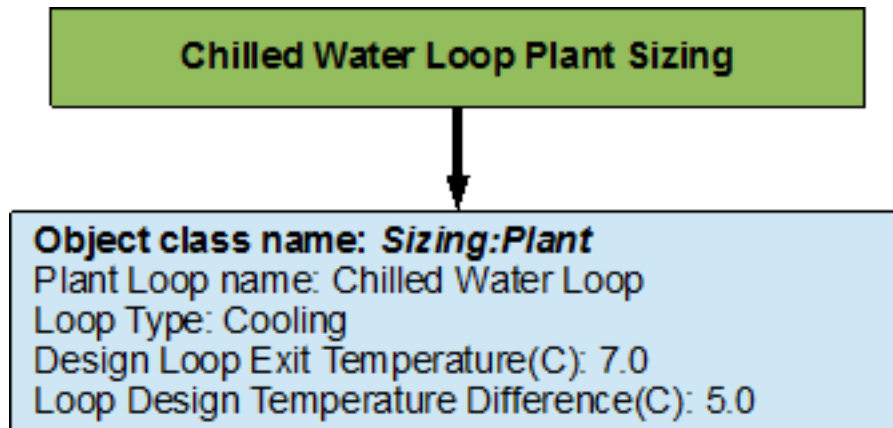 Chilled Water Loop Plant Sizing
Object class name: Sizing:Plant
Plant Loop name: Chilled Water Loop
Loop Type: Cooling
Design Loop Exit Temperature(C): 7.0
Loop Design Temperature Difference(C): 5.0